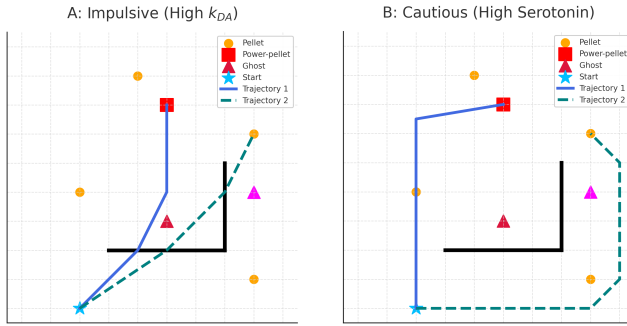 A: Impulsive (High k_DA)
Pellet
Power-pellet
Ghost
Start
Trajectory 1
Trajectory 2
B: Cautious (High Serotonin)
Pellet
Power-pellet
Ghost
Start
Trajectory 1
Trajectory 2